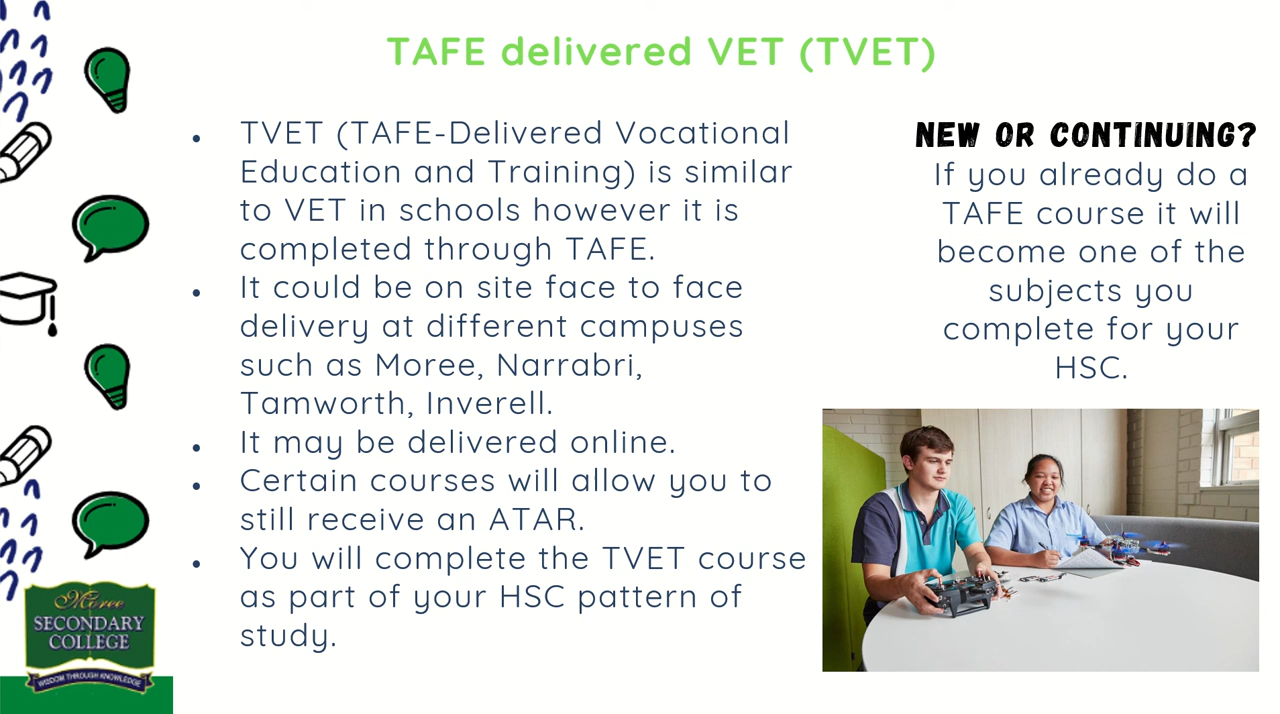 TAFE delivered VET (TVET)
• TVET (TAFE-Delivered Vocational
Education and Training) is similar
to VET in schools however it is
completed through TAFE.
• It could be on site face to face
delivery at different campuses
such as Moree, Narrabri,
Tamworth, Inverell.
• It may be delivered online.
• Certain courses will allow you to
still receive an ATAR.
• You will complete the TVET course
as part of your HSC pattern of
study.
NEW OR CONTINUING?
If you already do a
TAFE course it will
become one of the
subjects you
complete for your
HSC.
Moree
SECONDARY
COLLEGE
WISDOM THROUGH KNOWLEDGE